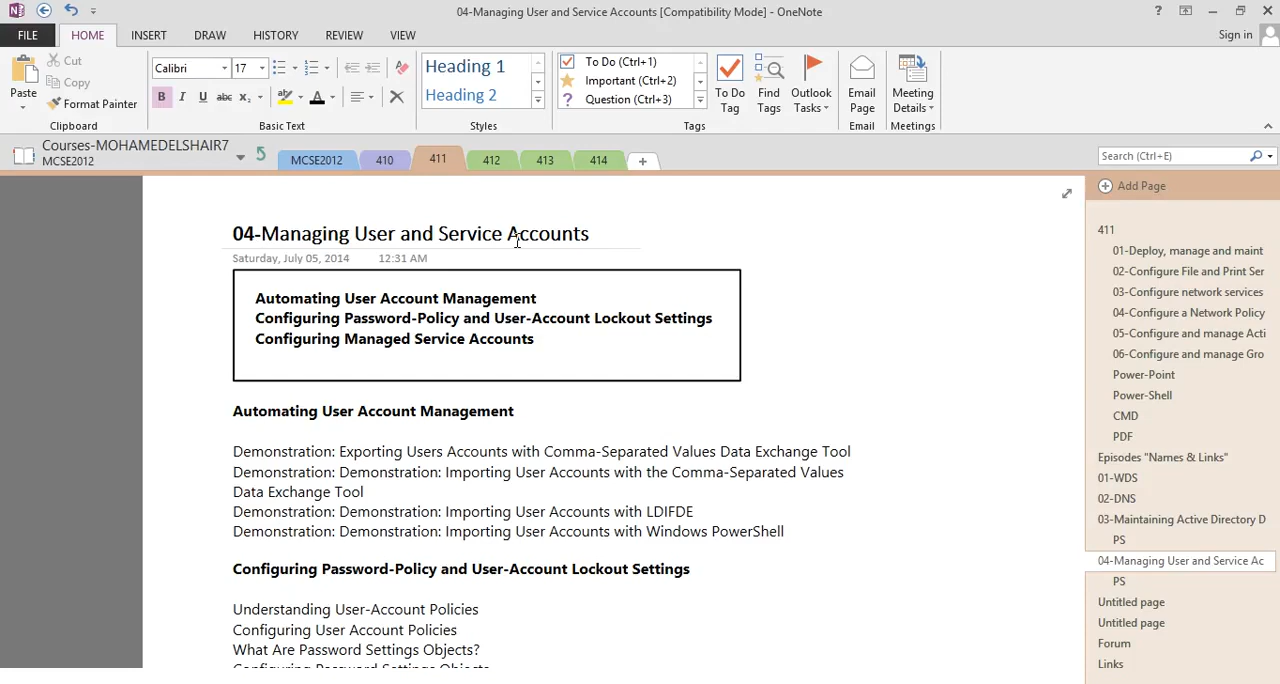 04-Managing User and Service Accounts [Compatibility Mode] - OneNote
?
FILE HOME INSERT DRAW HISTORY REVIEW VIEW Sign in
Paste
Cut
Copy
Format Painter
Clipboard
Calibri 17
B I U abc x₂ A
Basic Text
Heading 1
Heading 2
Styles
To Do (Ctrl+1)
Important (Ctrl+2)
? Question (Ctrl+3)
To Do Tag
Find Tags
Outlook Tasks
Tags
Email Page
Email
Meeting Details
Meetings
Courses-MOHAMEDELSHAIR7
MCSE2012
MCSE2012 410 411 412 413 414 +
Search (Ctrl+E)
04-Managing User and Service Accounts
Saturday, July 05, 2014 12:31 AM
Automating User Account Management
Configuring Password-Policy and User-Account Lockout Settings
Configuring Managed Service Accounts
Automating User Account Management
Demonstration: Exporting Users Accounts with Comma-Separated Values Data Exchange Tool
Demonstration: Demonstration: Importing User Accounts with the Comma-Separated Values
Data Exchange Tool
Demonstration: Demonstration: Importing User Accounts with LDIFDE
Demonstration: Demonstration: Importing User Accounts with Windows PowerShell
Configuring Password-Policy and User-Account Lockout Settings
Understanding User-Account Policies
Configuring User Account Policies
What Are Password Settings Objects?
Configuring Password Settings Objects
Add Page
411
01-Deploy, manage and maint
02-Configure File and Print Ser
03-Configure network services
04-Configure a Network Policy
05-Configure and manage Acti
06-Configure and manage Gro
Power-Point
Power-Shell
CMD
PDF
Episodes "Names & Links"
01-WDS
02-DNS
03-Maintaining Active Directory D
PS
04-Managing User and Service Ac
PS
Untitled page
Untitled page
Forum
Links